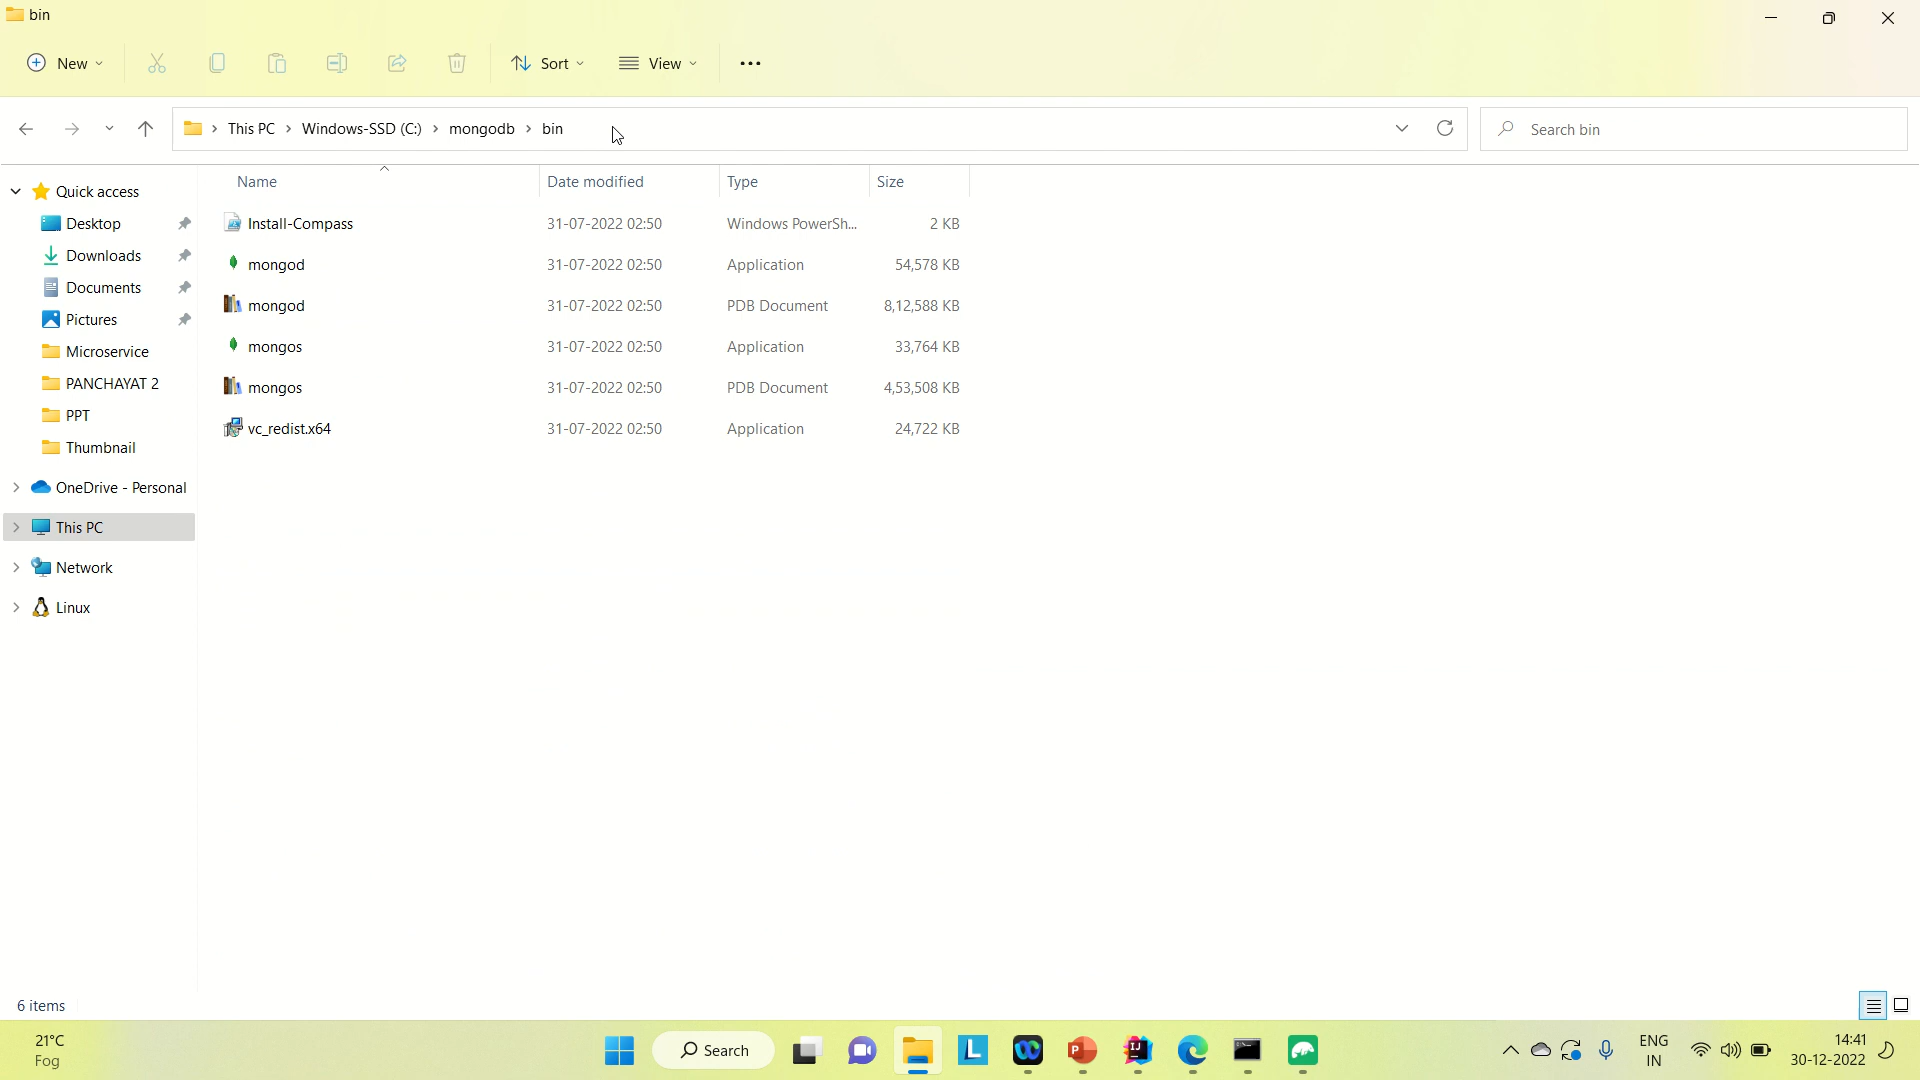 bin
New
Sort
View
This PC > Windows-SSD (C:) > mongodb > bin
Search bin
Name Date modified Type Size
Install-Compass 31-07-2022 02:50 Windows PowerSh... 2 KB
mongod 31-07-2022 02:50 Application 54,578 KB
mongod 31-07-2022 02:50 PDB Document 8,12,588 KB
mongos 31-07-2022 02:50 Application 33,764 KB
mongos 31-07-2022 02:50 PDB Document 4,53,508 KB
vc_redist.x64 31-07-2022 02:50 Application 24,722 KB
Quick access
Desktop
Downloads
Documents
Pictures
Microservice
PANCHAYAT 2
PPT
Thumbnail
OneDrive - Personal
This PC
Network
Linux
6 items
21°C
Fog
Search
L
P
IJ
ENG
IN
14:41
30-12-2022